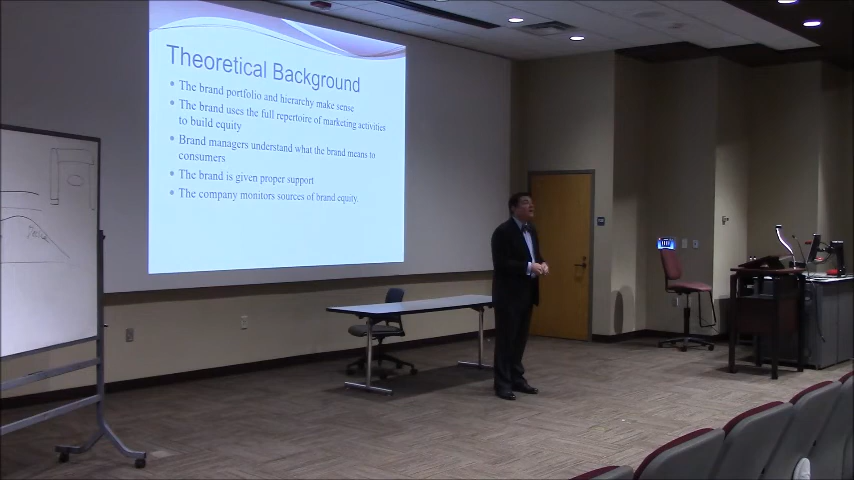 Theoretical Background
• The brand portfolio and hierarchy make sense
• The brand uses the full repertoire of marketing activities
to build equity
• Brand managers understand what the brand means to
consumers
• The brand is given proper support
• The company monitors sources of brand equity.